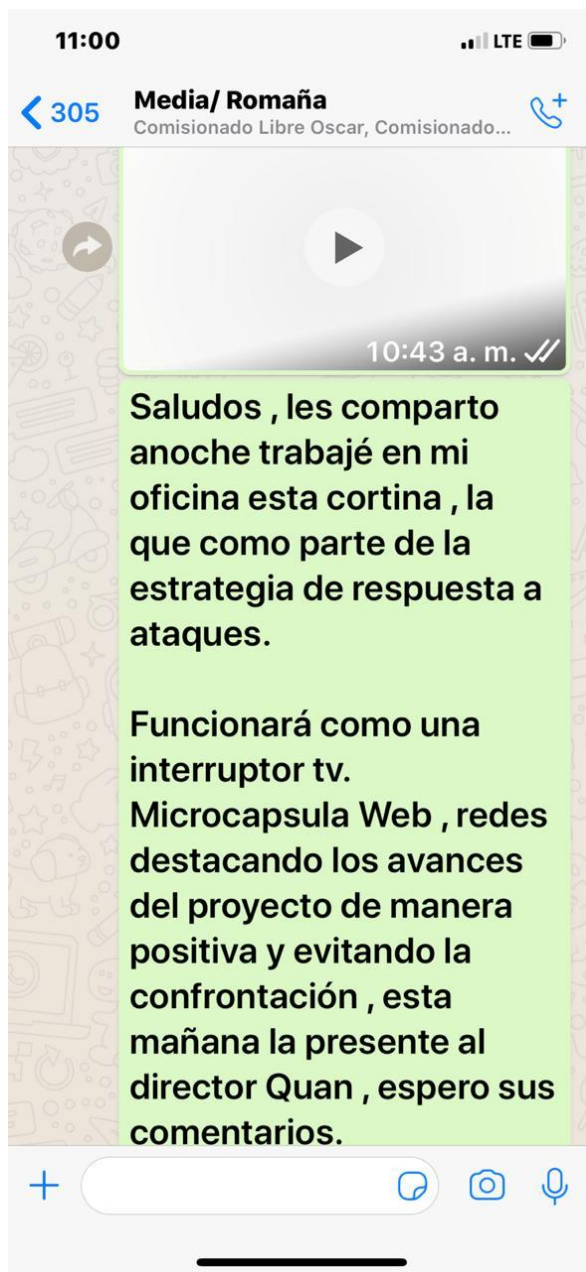 11:00
LTE
305
Media/ Romaña
Comisionado Libre Oscar, Comisionado...
10:43 a. m.
Saludos , les comparto
anoche trabajé en mi
oficina esta cortina , la
que como parte de la
estrategia de respuesta a
ataques.
Funcionará como una
interruptor tv.
Microcapsula Web , redes
destacando los avances
del proyecto de manera
positiva y evitando la
confrontación , esta
mañana la presente al
director Quan , espero sus
comentarios.